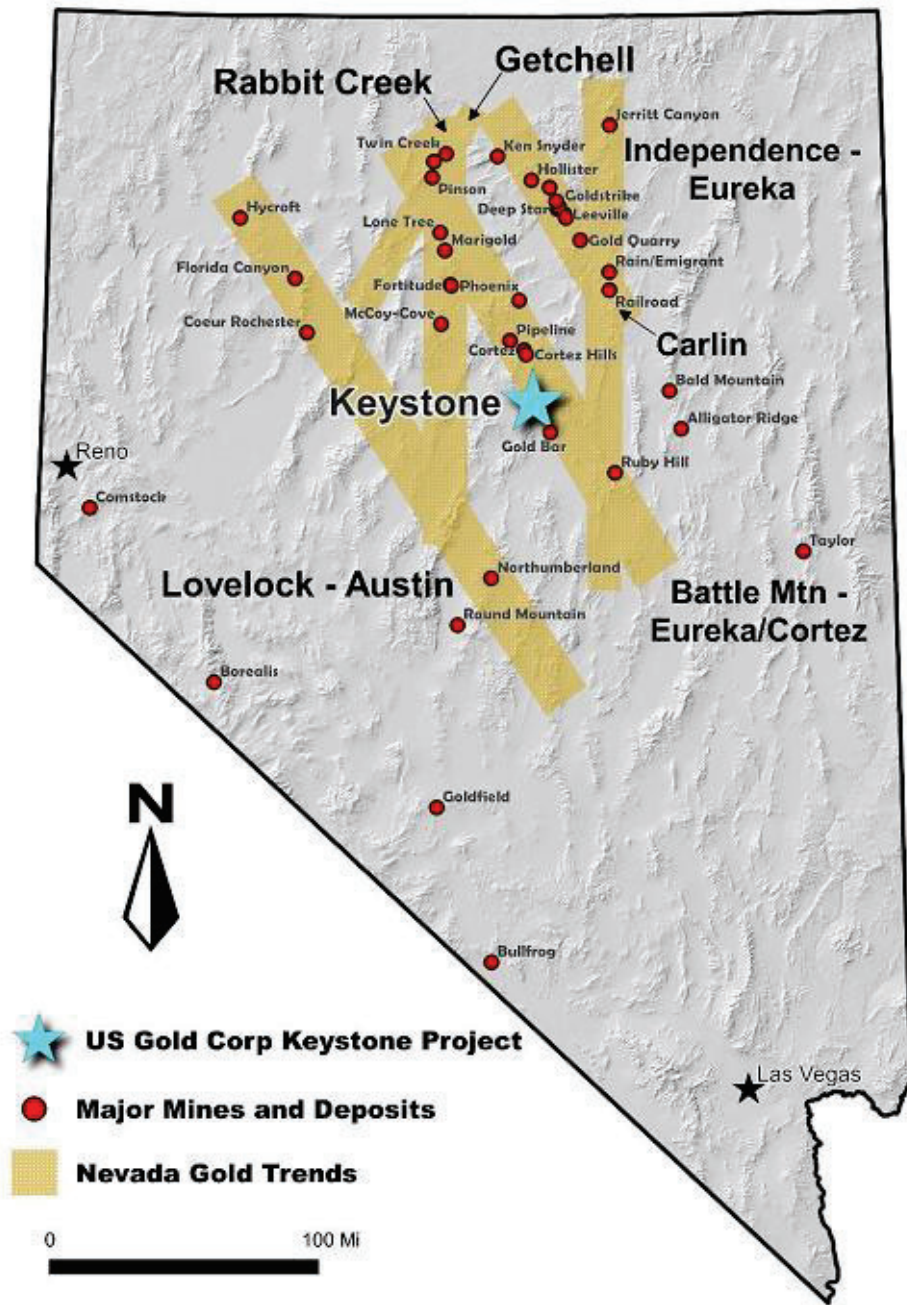 Getchell
Rabbit Creek
Jerritt Canyon
Twin Creek
Ken Snyder
Independence -
Eureka
Hollister
Pinson
Goldstrike
Deep Star
Leeville
Hycroft
Lone Tree
Marigold
Gold Quarry
Rain/Emigrant
Florida Canyon
Fortitude
Phoenix
Railroad
Coeur Rochester
McCoy-Cove
Pipeline
Carlin
Cortez
Cortez Hills
Bald Mountain
Keystone
Alligator Ridge
Gold Bar
Reno
Ruby Hill
Comstock
Taylor
Northumberland
Lovelock - Austin
Battle Mtn -
Eureka/Cortez
Round Mountain
Borealis
N
Goldfield
Bullfrog
US Gold Corp Keystone Project
Las Vegas
Major Mines and Deposits
Nevada Gold Trends
0 100 Mi